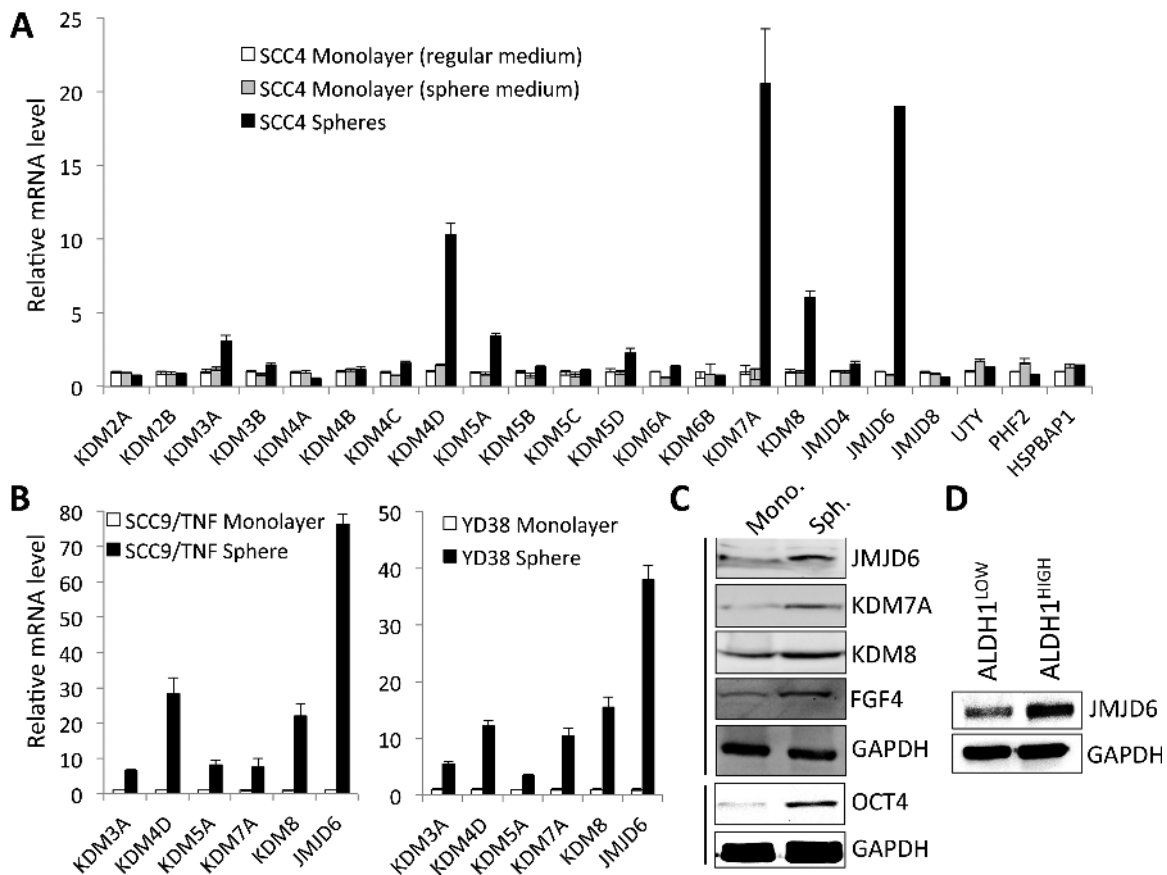 A
SCC4 Monolayer (regular medium)
SCC4 Monolayer (sphere medium)
SCC4 Spheres
Relative mRNA level
25
20
15
10
5
0
KDM2A
KDM2B
KDM3A
KDM3B
KDM4A
KDM4B
KDM4C
KDM4D
KDM5A
KDM5B
KDM5C
KDM5D
KDM6A
KDM6B
KDM7A
KDM8
JMJD4
JMJD6
JMJD8
UTY
PHF2
HSPBAP1
B
SCC9/TNF Monolayer
SCC9/TNF Sphere
Relative mRNA level
80
70
60
50
40
30
20
10
0
KDM3A
KDM4D
KDM5A
KDM7A
KDM8
JMJD6
YD38 Monolayer
YD38 Sphere
50
40
30
20
10
0
KDM3A
KDM4D
KDM5A
KDM7A
KDM8
JMJD6
C
Mono.
Sph.
JMJD6
KDM7A
KDM8
FGF4
GAPDH
OCT4
GAPDH
D
ALDH1LOW
ALDH1HIGH
JMJD6
GAPDH